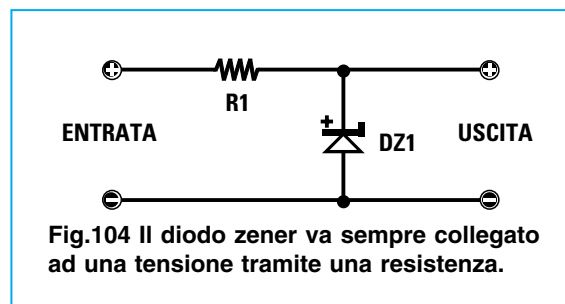 R1
+
ENTRATA
DZ1
USCITA
Fig.104 Il diodo zener va sempre collegato
ad una tensione tramite una resistenza.